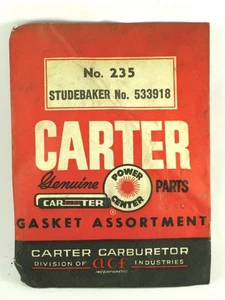 No. 235
STUDEBAKER No. 533918
CARTER
Genuine POWER CENTER PARTS
CARTER
®
GASKET ASSORTMENT
CARTER CARBURETOR
DIVISION OF acf INDUSTRIES
INCORPORATED